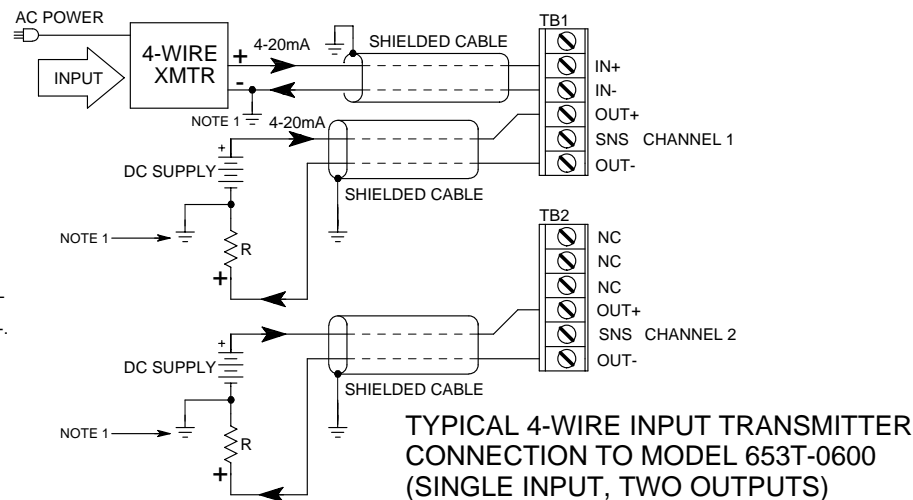 AC POWER
INPUT
4-WIRE
XMTR
+
-
4-20mA
SHIELDED CABLE
TB1
IN+
IN-
OUT+
SNS CHANNEL 1
OUT-
NOTE 1
4-20mA
+
DC SUPPLY
SHIELDED CABLE
NOTE 1
R
+
TB2
NC
NC
NC
OUT+
SNS CHANNEL 2
OUT-
+
DC SUPPLY
SHIELDED CABLE
NOTE 1
R
+
-
-.
TYPICAL 4-WIRE INPUT TRANSMITTER
CONNECTION TO MODEL 653T-0600
(SINGLE INPUT, TWO OUTPUTS)